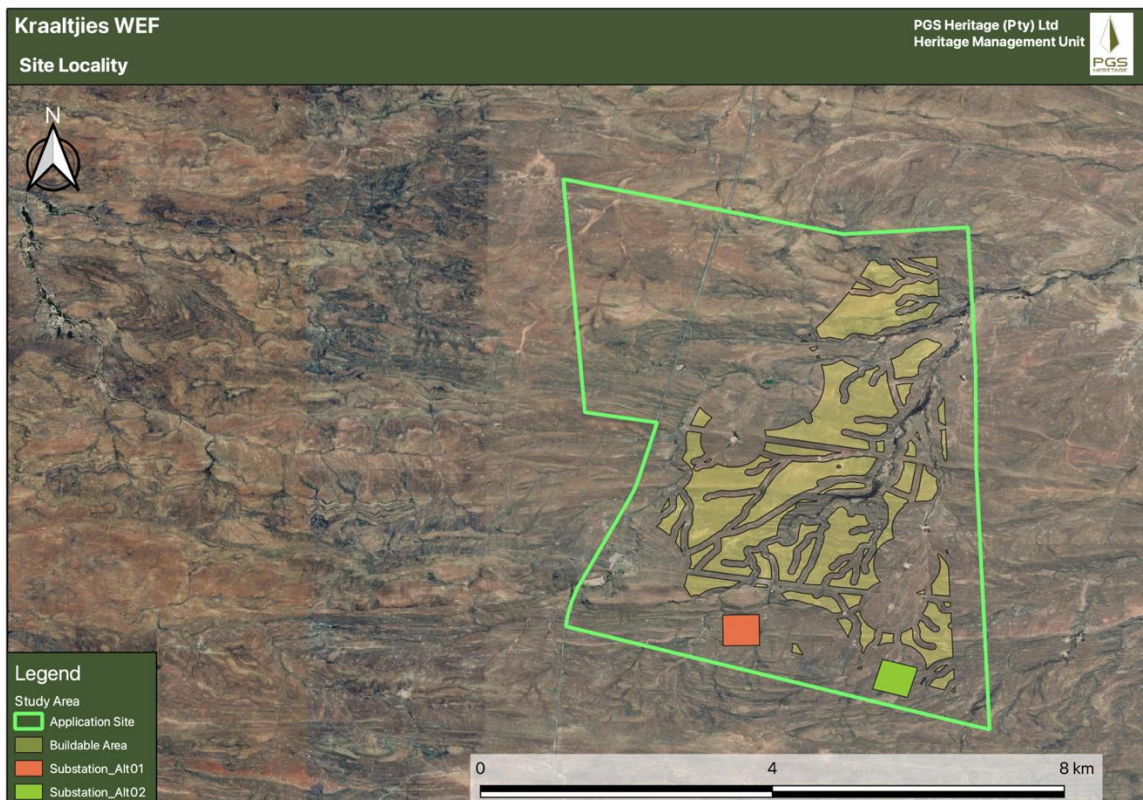 Kraaltjies WEF
Site Locality
PGS Heritage (Pty) Ltd
Heritage Management Unit
PGS
HERITAGE
N
Legend
Study Area
Application Site
Buildable Area
Substation_Alt01
Substation_Alt02
0 4 8 km